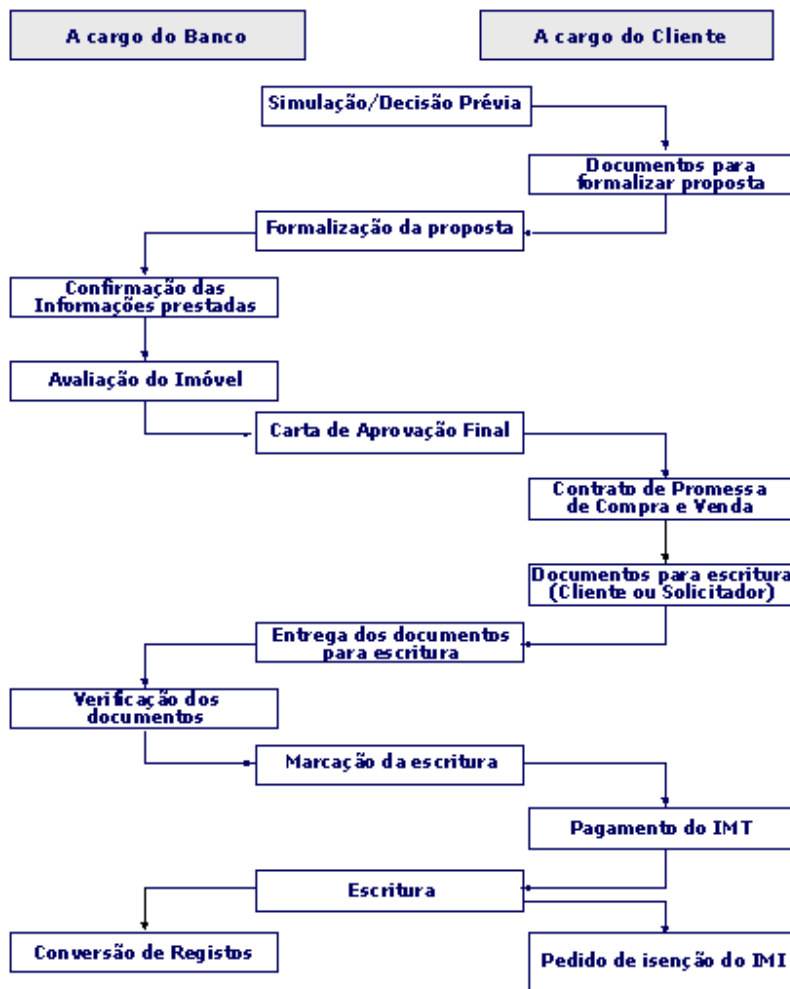 A cargo do Banco
A cargo do Cliente
Simulação/Decisão Prévia
Documentos para
formalizar proposta
Formalização da proposta
Confirmação das
Informações prestadas
Avaliação do Imóvel
Carta de Aprovação Final
Contrato de Promessa
de Compra e Venda
Documentos para escritura
(Cliente ou Solicitador)
Entrega dos documentos
para escritura
Verificação dos
documentos
Marcação da escritura
Pagamento do IMT
Escritura
Conversão de Registos
Pedido de isenção do IMI